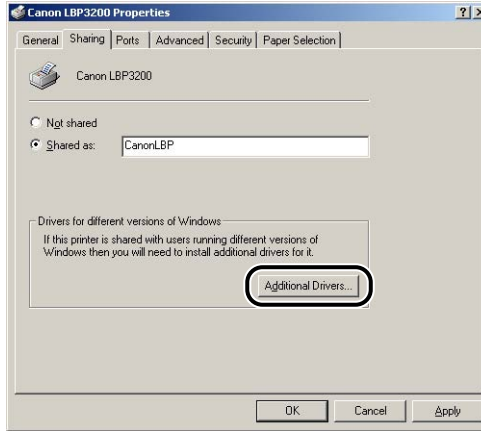 Canon LBP3200 Properties
General Sharing Ports Advanced Security Paper Selection
Canon LBP3200
Not shared
Shared as: CanonLBP
Drivers for different versions of Windows
If this printer is shared with users running different versions of
Windows then you will need to install additional drivers for it.
Additional Drivers...
OK Cancel Apply